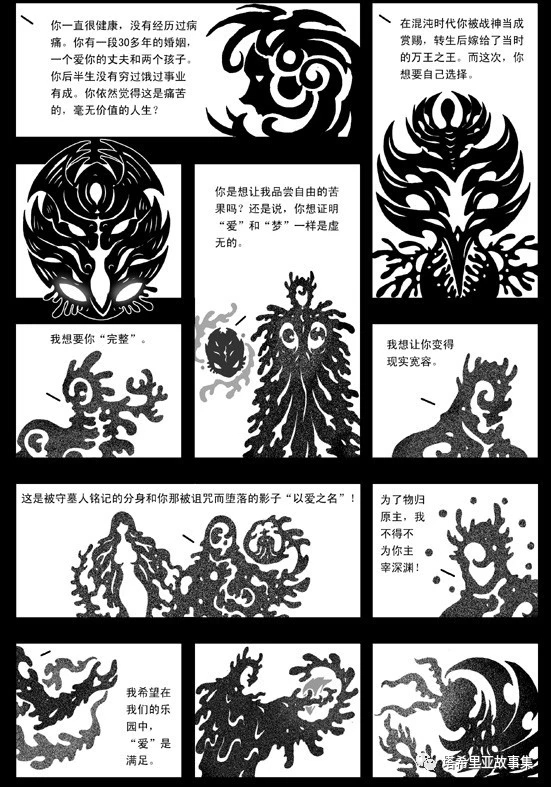 你一直很健康，没有经历过病
痛。你有一段30多年的婚姻，
一个爱你的丈夫和两个孩子。
你后半生没有穷过饿过事业
有成。你依然觉得这是痛苦
的，毫无价值的人生？
在混沌时代你被战神当成
赏赐，转生后嫁给了当时
的万王之王。而这次，你
想要自己选择。
你是想让我品尝自由的苦
果吗？还是说，你想证明
“爱”和“梦”一样是虚
无的。
我想要你“完整”。
我想让你变得
现实宽容。
这是被守墓人铭记的分身和你那被诅咒而堕落的影子“以爱之名”！
为了物归
原主，我
不得不
为你主
宰深渊！
我希望在
我们的乐
园中，
“爱”是
满足。
塔希里亚故事集